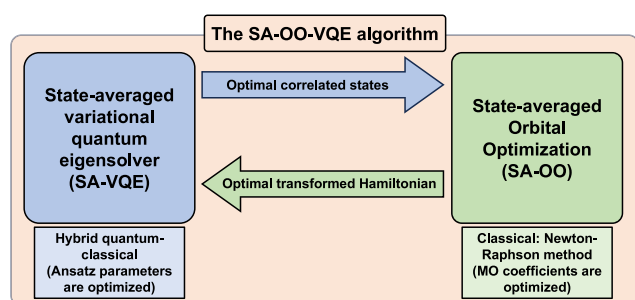 The SA-OO-VQE algorithm
State-averaged
variational
quantum
eigensolver
(SA-VQE)
Optimal correlated states
Optimal transformed Hamiltonian
State-averaged
Orbital
Optimization
(SA-OO)
Hybrid quantum-
classical
(Ansatz parameters
are optimized)
Classical: Newton-
Raphson method
(MO coefficients are
optimized)